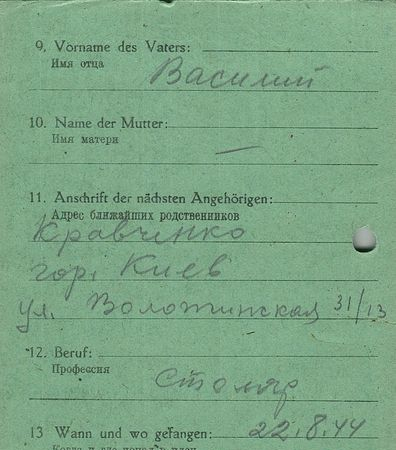 9. Vorname des Vaters:
Имя отца
Василий
10. Name der Mutter:
Имя матери
—
11. Anschrift der nächsten Angehörigen:
Адрес ближайших родственников
Кравченко
гор. Киев
ул. Воложинская 31/13
12. Beruf:
Профессия
Столяр
13 Wann und wo gefangen: 22.8.44